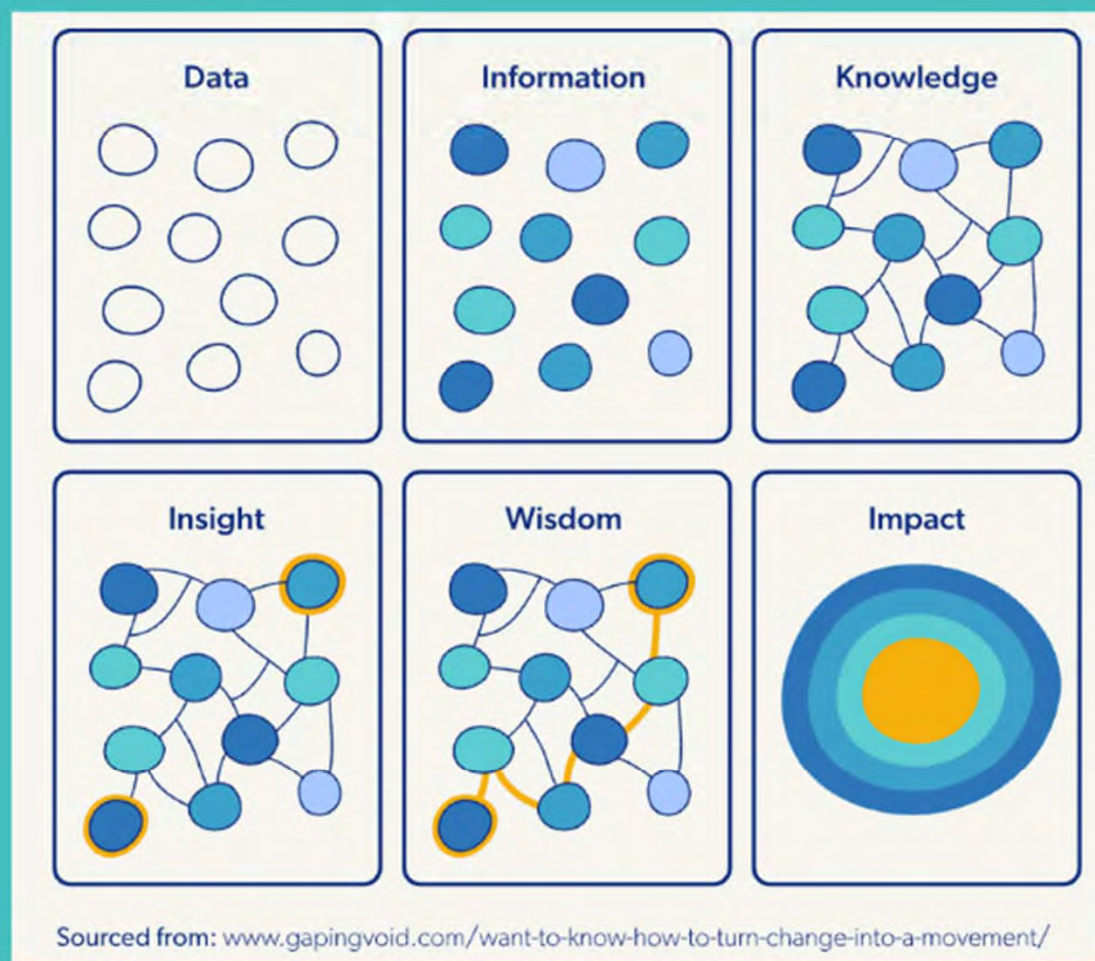 Data
Information
Knowledge
Insight
Wisdom
Impact
Sourced from: www.gapingvoid.com/want-to-know-how-to-turn-change-into-a-movement/